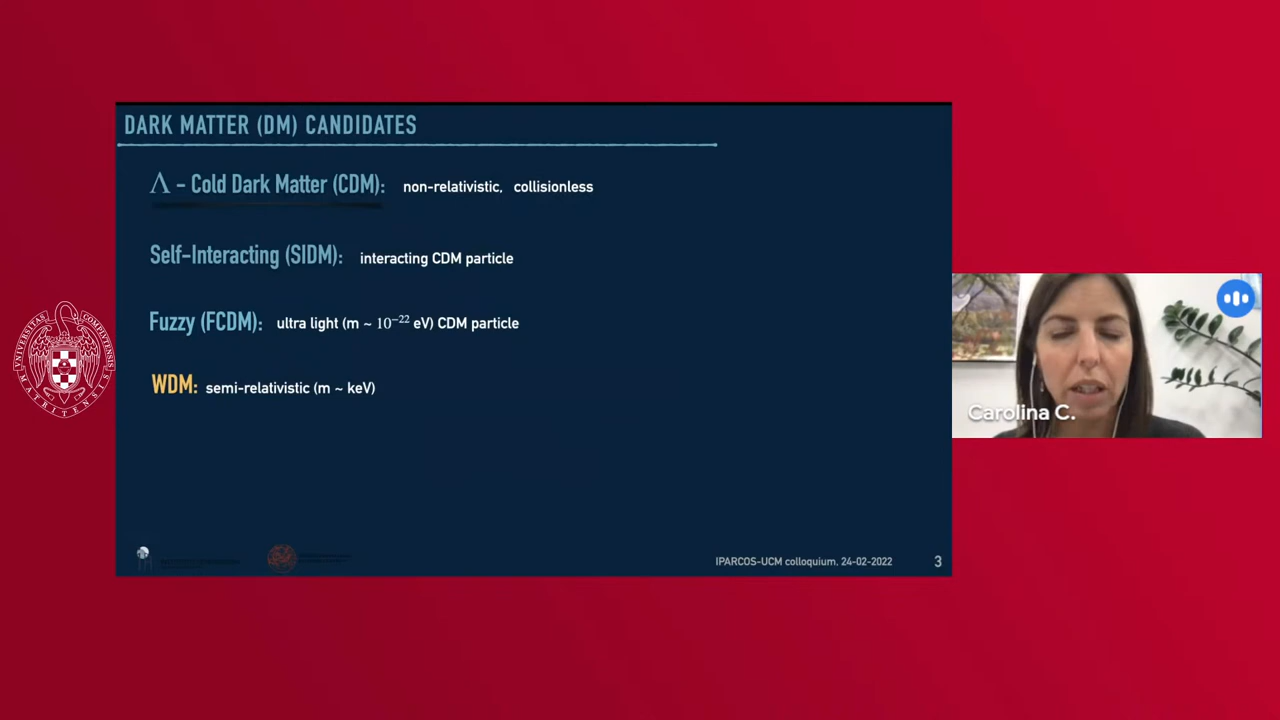 DARK MATTER (DM) CANDIDATES
Λ - Cold Dark Matter (CDM): non-relativistic, collisionless
Self-Interacting (SIDM): interacting CDM particle
Fuzzy (FCDM): ultra light (m ~ 10⁻²² eV) CDM particle
WDM: semi-relativistic (m ~ keV)
IPARCOS-UCM colloquium, 24-02-2022 3
Carolina C.